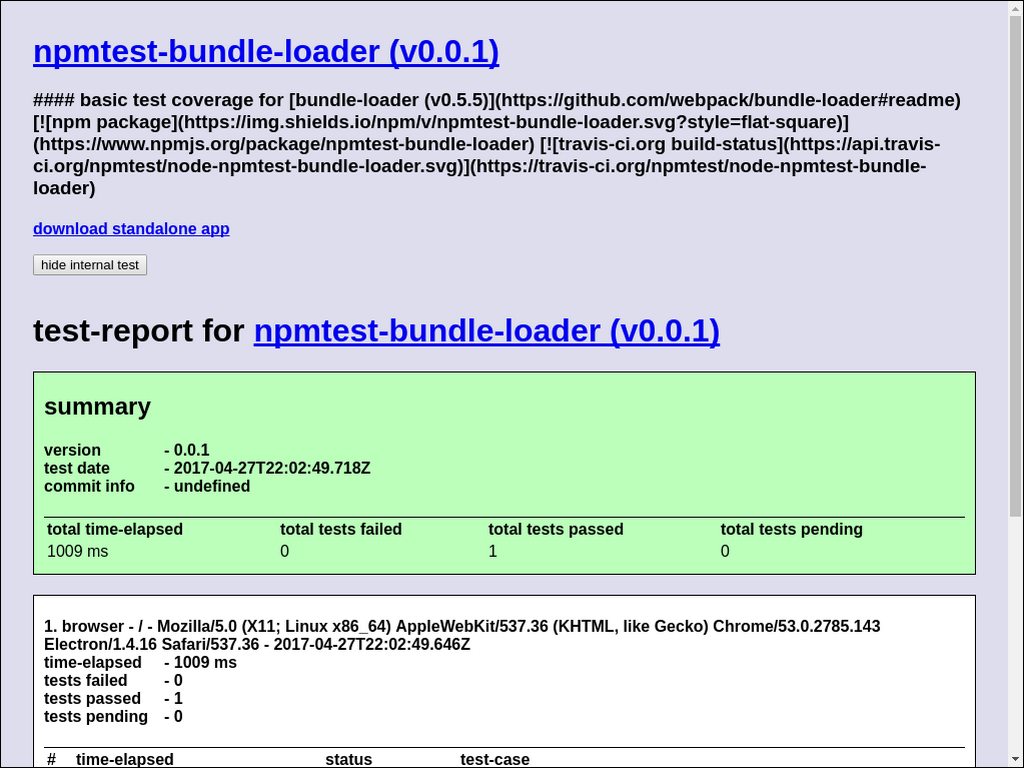 npmtest-bundle-loader (v0.0.1)
#### basic test coverage for [bundle-loader (v0.5.5)](https://github.com/webpack/bundle-loader#readme)
[![npm package](https://img.shields.io/npm/v/npmtest-bundle-loader.svg?style=flat-square)]
(https://www.npmjs.org/package/npmtest-bundle-loader) [![travis-ci.org build-status](https://api.travis-
ci.org/npmtest/node-npmtest-bundle-loader.svg)](https://travis-ci.org/npmtest/node-npmtest-bundle-
loader)
download standalone app
hide internal test
test-report for npmtest-bundle-loader (v0.0.1)
summary
version - 0.0.1
test date - 2017-04-27T22:02:49.718Z
commit info - undefined
total time-elapsed total tests failed total tests passed total tests pending
1009 ms 0 1 0
1. browser - / - Mozilla/5.0 (X11; Linux x86_64) AppleWebKit/537.36 (KHTML, like Gecko) Chrome/53.0.2785.143
Electron/1.4.16 Safari/537.36 - 2017-04-27T22:02:49.646Z
time-elapsed - 1009 ms
tests failed - 0
tests passed - 1
tests pending - 0
# time-elapsed status test-case